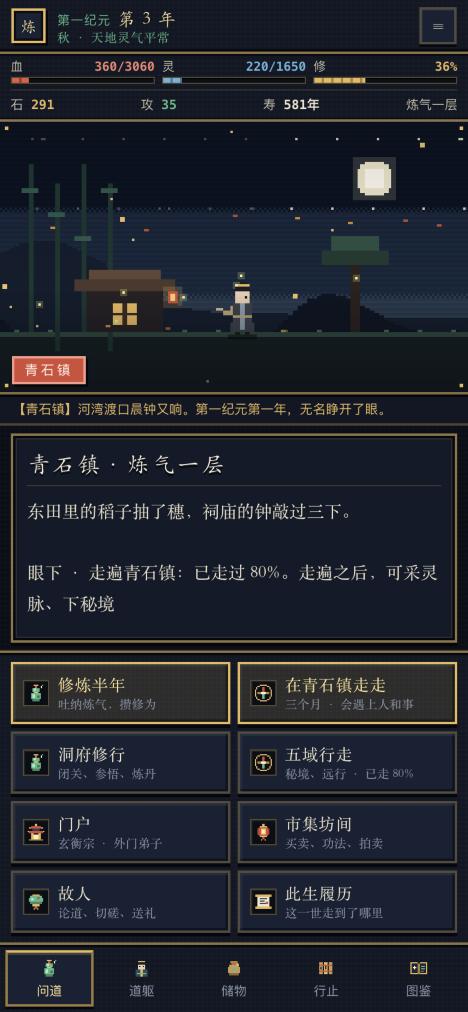 炼
第一纪元 第 3 年
秋 · 天地灵气平常
≡
血 360/3060 灵 220/1650 修 36%
石 291 攻 35 寿 581年 炼气一层
青石镇
【青石镇】河湾渡口晨钟又响。第一纪元第一年，无名睁开了眼。
青石镇 · 炼气一层
东田里的稻子抽了穗，祠庙的钟敲过三下。
眼下 · 走遍青石镇：已走过 80%。走遍之后，可采灵
脉、下秘境
修炼半年
吐纳炼气，攒修为
在青石镇走走
三个月 · 会遇上人和事
洞府修行
闭关、参悟、炼丹
五域行走
秘境、远行 · 已走 80%
门户
玄衡宗 · 外门弟子
市集坊间
买卖、功法、拍卖
故人
论道、切磋、送礼
此生履历
这一世走到了哪里
问道 道躯 储物 行止 图鉴